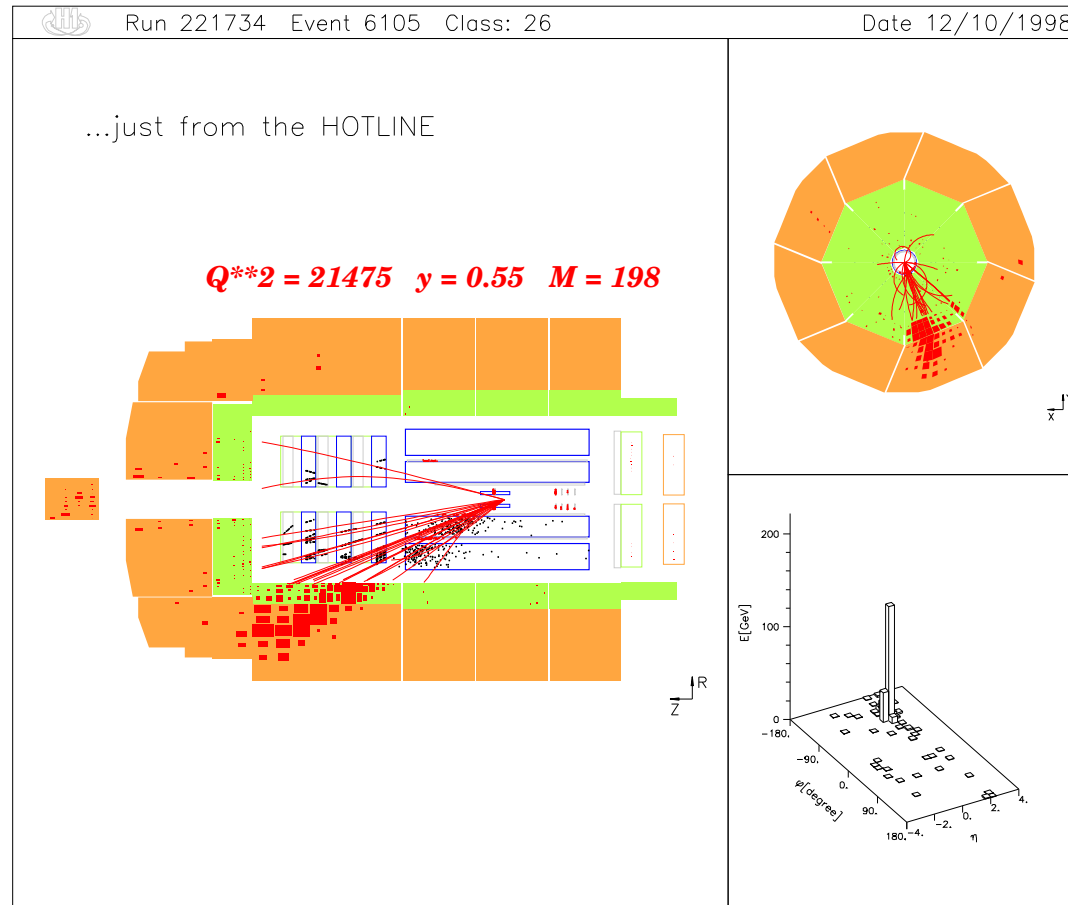 H1 Run 221734 Event 6105 Class: 26 Date 12/10/1998
...just from the HOTLINE
Q**2 = 21475 y = 0.55 M = 198
R
Z
X
E[GeV]
200
100
0
-180.
-90.
0.
90.
180.
φ[degree]
-4.
-2.
0.
2.
4.
η